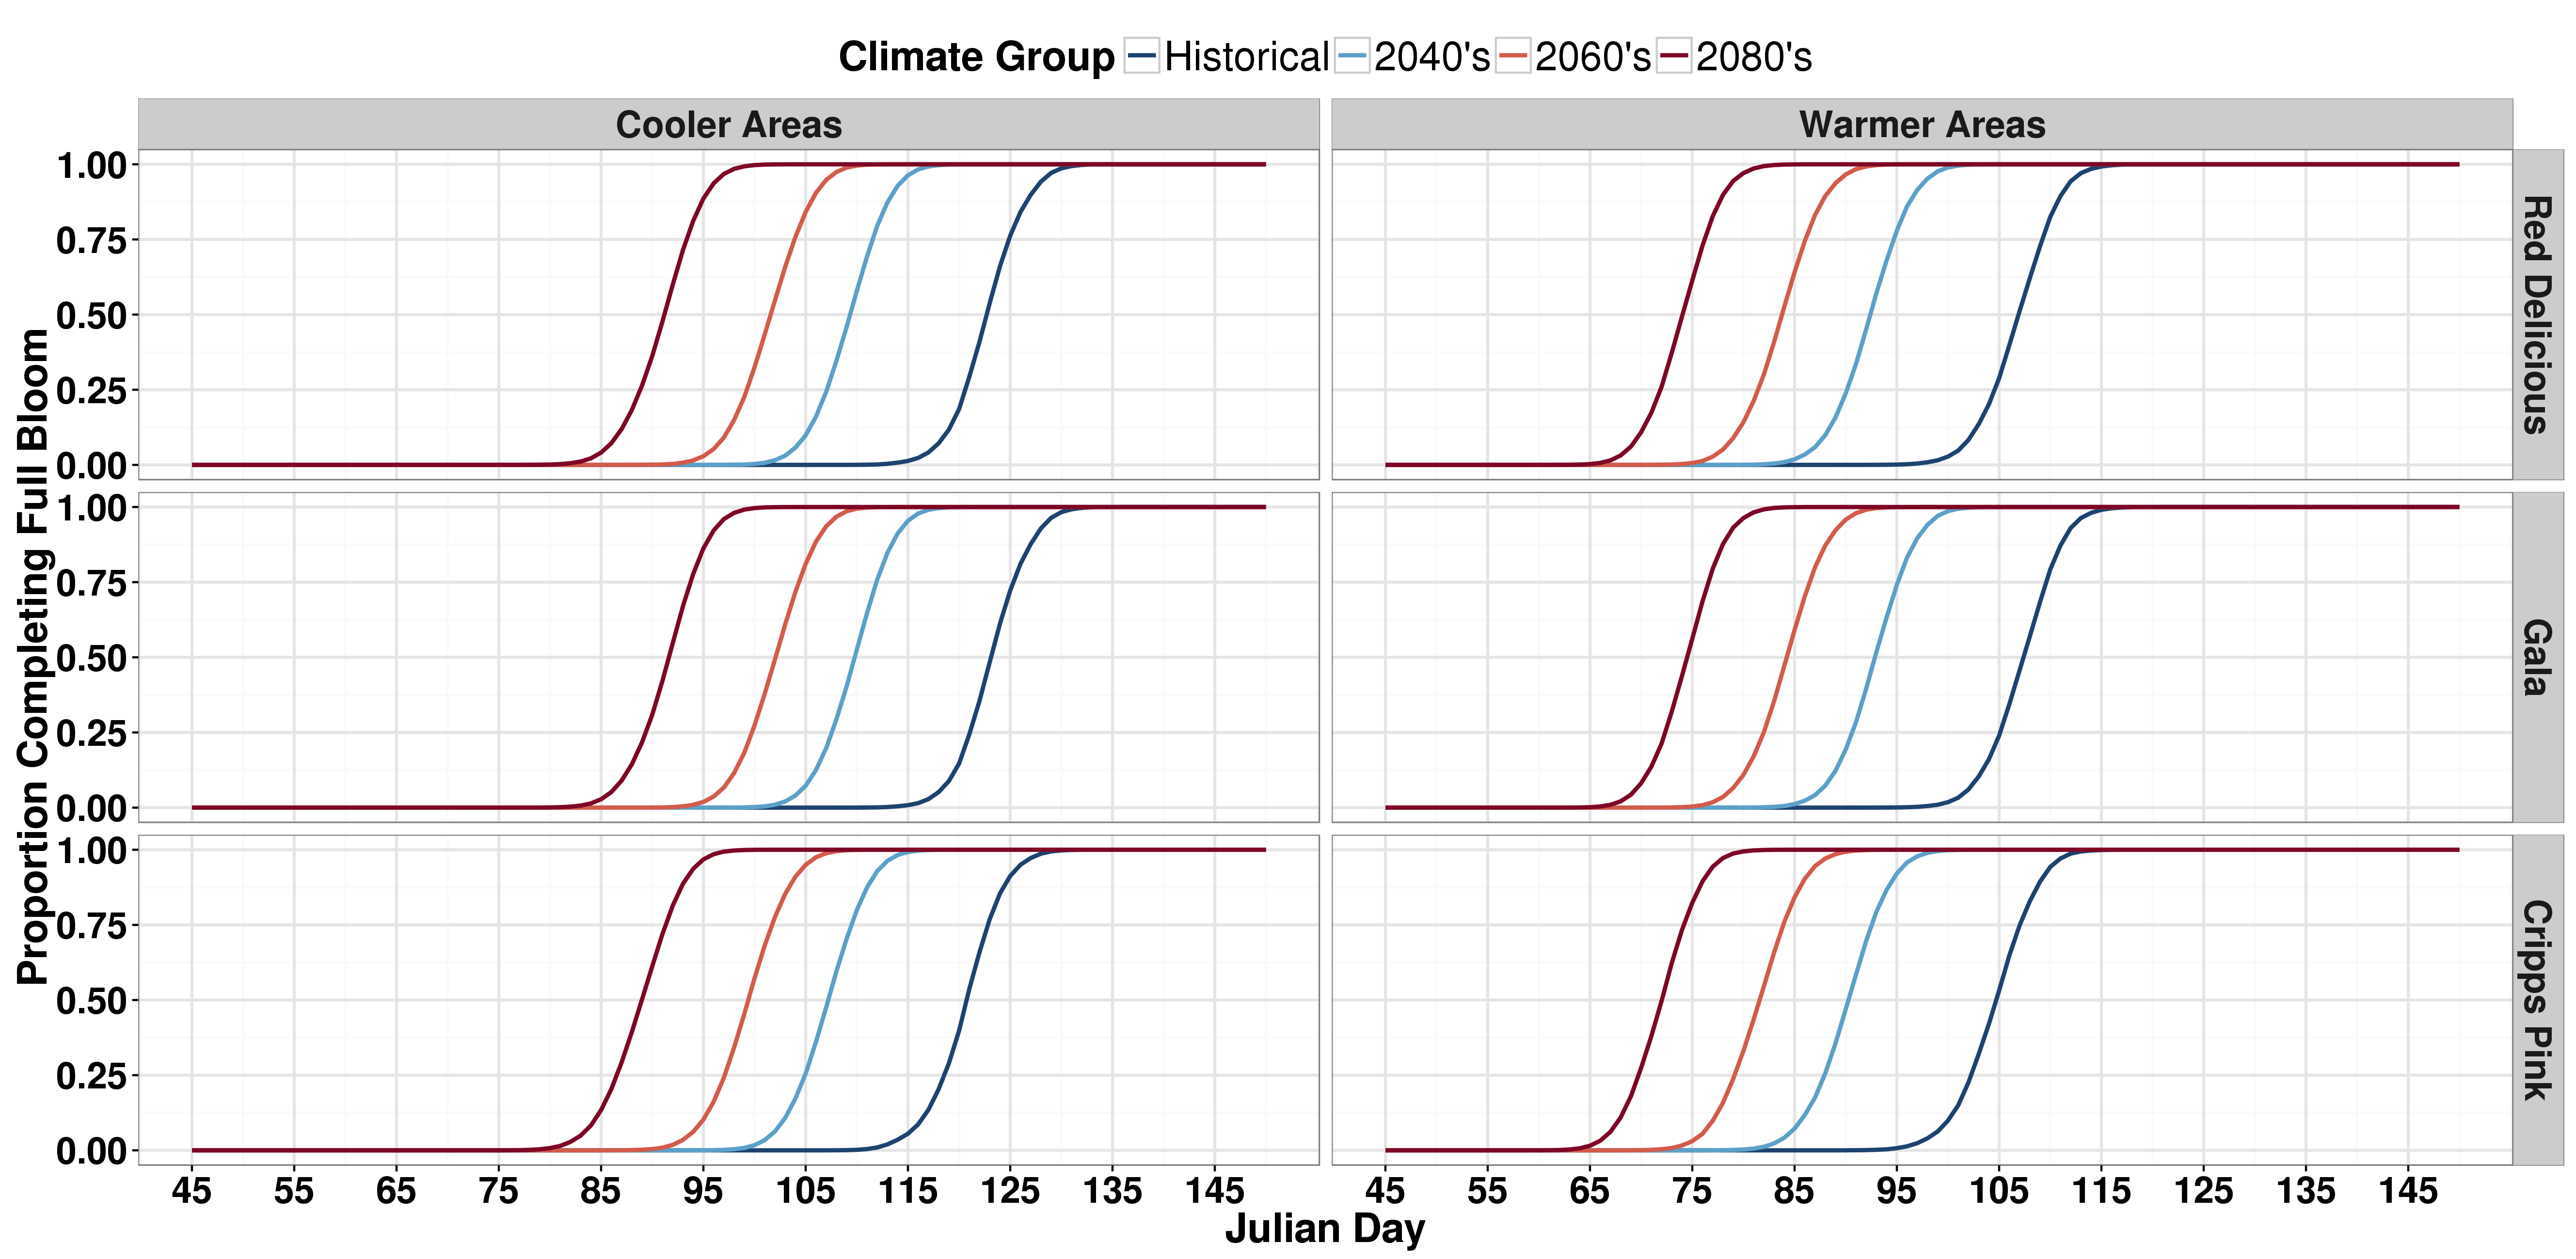 Climate Group Historical 2040's 2060's 2080's
Cooler Areas Warmer Areas
Proportion Completing Full Bloom
1.00
0.75
0.50
0.25
0.00
Red Delicious
1.00
0.75
0.50
0.25
0.00
Gala
1.00
0.75
0.50
0.25
0.00
Cripps Pink
45 55 65 75 85 95 105 115 125 135 145 45 55 65 75 85 95 105 115 125 135 145
Julian Day